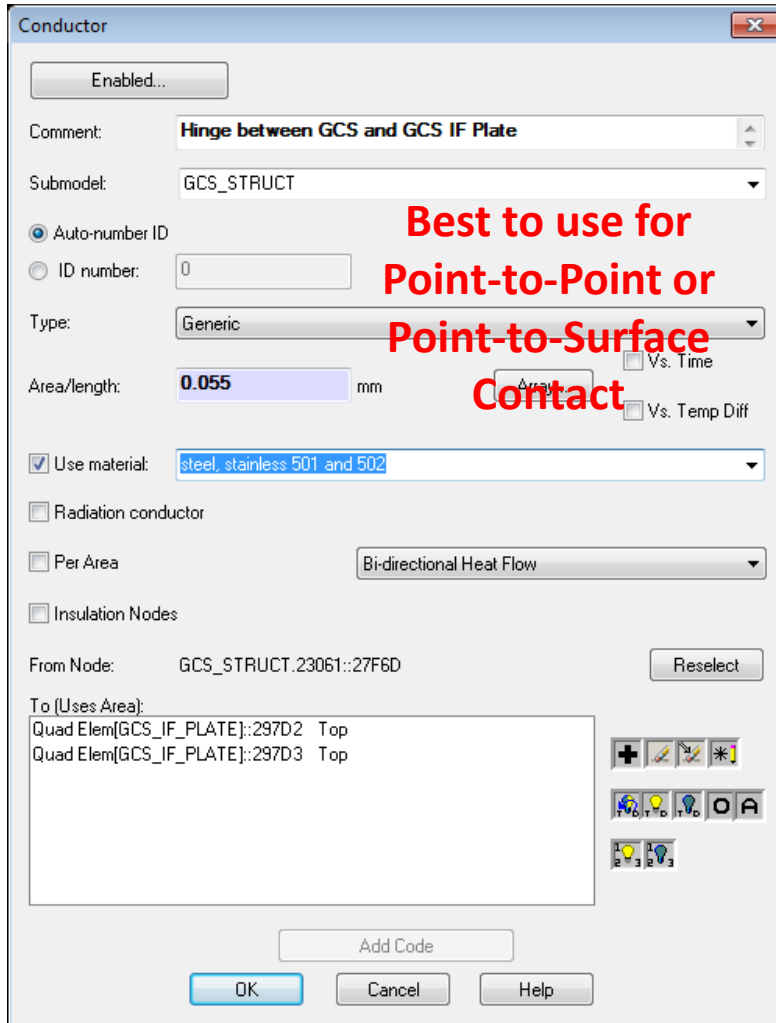 Conductor
Enabled...
Comment: Hinge between GCS and GCS IF Plate
Submodel: GCS_STRUCT
Auto-number ID
ID number: 0
Best to use for
Point-to-Point or
Point-to-Surface
Contact
Type: Generic
Vs. Time
Area/length: 0.055 mm Array...
Vs. Temp Diff
Use material: steel, stainless 501 and 502
Radiation conductor
Per Area Bi-directional Heat Flow
Insulation Nodes
From Node: GCS_STRUCT.23061::27F6D Reselect
To (Uses Area):
Quad Elem[GCS_IF_PLATE]::297D2 Top
Quad Elem[GCS_IF_PLATE]::297D3 Top
Add Code
OK Cancel Help